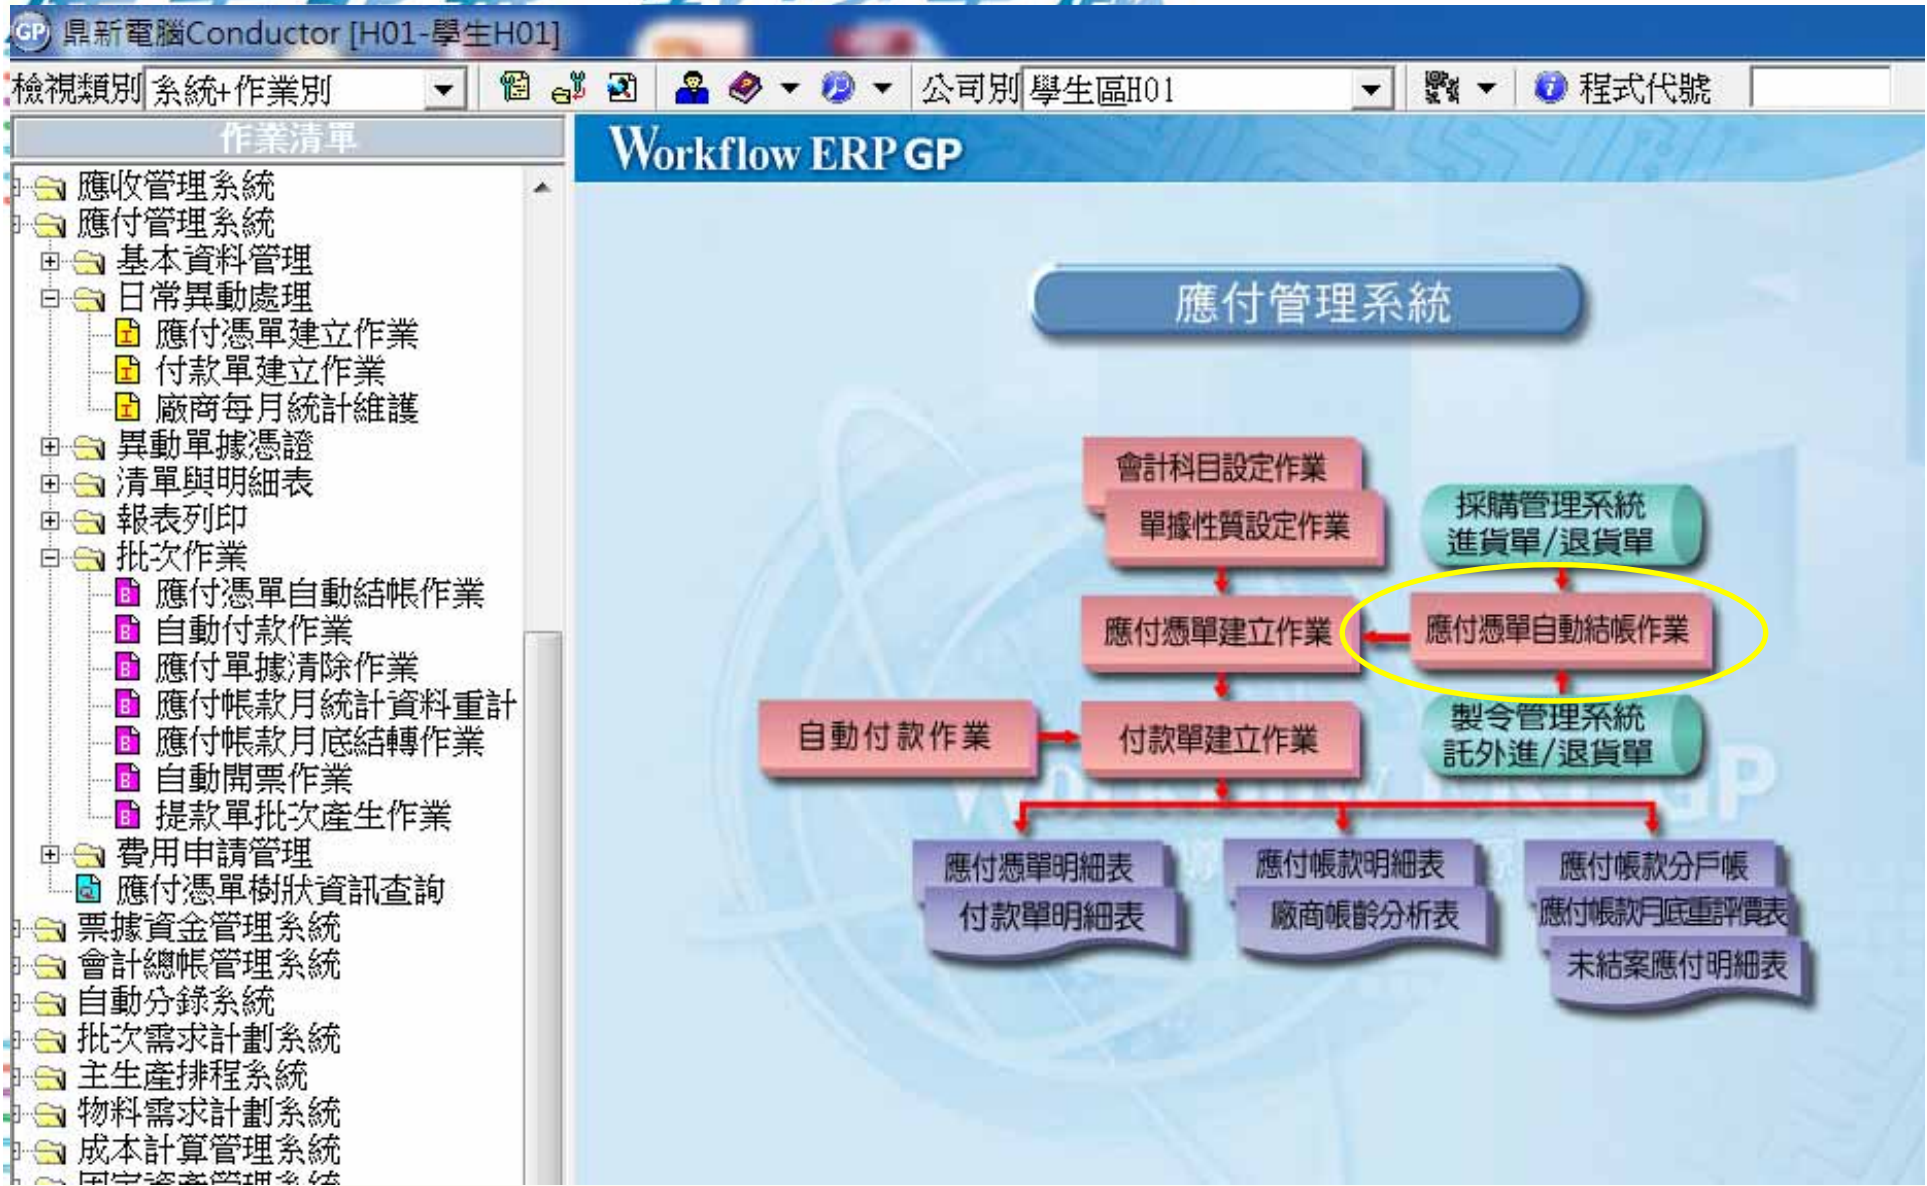 鼎新電腦Conductor [H01-學生H01]
檢視類別 系統+作業別 公司別 學生區H01 程式代號
作業清單
應收管理系統
應付管理系統
基本資料管理
日常異動處理
應付憑單建立作業
付款單建立作業
廠商每月統計維護
異動單據憑證
清單與明細表
報表列印
批次作業
應付憑單自動結帳作業
自動付款作業
應付單據清除作業
應付帳款月統計資料重計
應付帳款月底結轉作業
自動開票作業
提款單批次產生作業
費用申請管理
應付憑單樹狀資訊查詢
票據資金管理系統
會計總帳管理系統
自動分錄系統
批次需求計劃系統
主生產排程系統
物料需求計劃系統
成本計算管理系統
固定資產管理系統
Workflow ERP GP
應付管理系統
會計科目設定作業
單據性質設定作業
採購管理系統
進貨單/退貨單
應付憑單建立作業
應付憑單自動結帳作業
自動付款作業
付款單建立作業
製令管理系統
託外進/退貨單
應付憑單明細表
付款單明細表
應付帳款明細表
廠商帳齡分析表
應付帳款分戶帳
應付帳款月底重評價表
未結案應付明細表